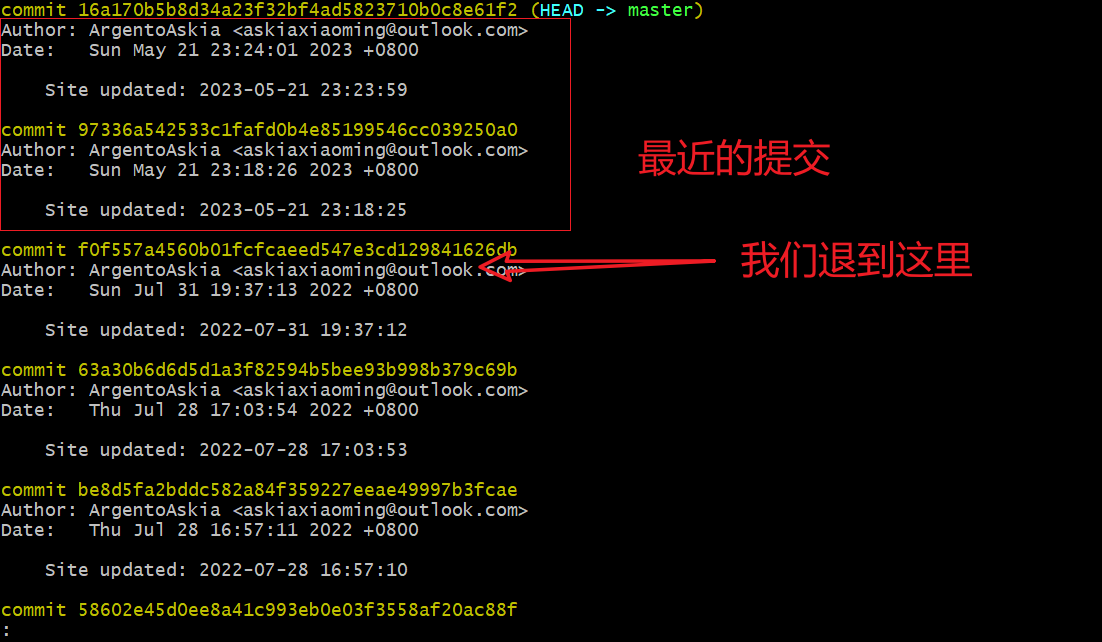 commit 16a170b5b8d34a23f32bf4ad5823710b0c8e61f2 (HEAD -> master)
Author: ArgentoAskia <askiaxiaoming@outlook.com>
Date:   Sun May 21 23:24:01 2023 +0800
    Site updated: 2023-05-21 23:23:59
commit 97336a542533c1fafd0b4e85199546cc039250a0
Author: ArgentoAskia <askiaxiaoming@outlook.com>
Date:   Sun May 21 23:18:26 2023 +0800
最近的提交
    Site updated: 2023-05-21 23:18:25
commit f0f557a4560b01fcfcaeed547e3cd129841626db
Author: ArgentoAskia <askiaxiaoming@outlook.com>
我们退到这里
Date:   Sun Jul 31 19:37:13 2022 +0800
    Site updated: 2022-07-31 19:37:12
commit 63a30b6d6d5d1a3f82594b5bee93b998b379c69b
Author: ArgentoAskia <askiaxiaoming@outlook.com>
Date:   Thu Jul 28 17:03:54 2022 +0800
    Site updated: 2022-07-28 17:03:53
commit be8d5fa2bddc582a84f359227eeae49997b3fcae
Author: ArgentoAskia <askiaxiaoming@outlook.com>
Date:   Thu Jul 28 16:57:11 2022 +0800
    Site updated: 2022-07-28 16:57:10
commit 58602e45d0ee8a41c993eb0e03f3558af20ac88f
: